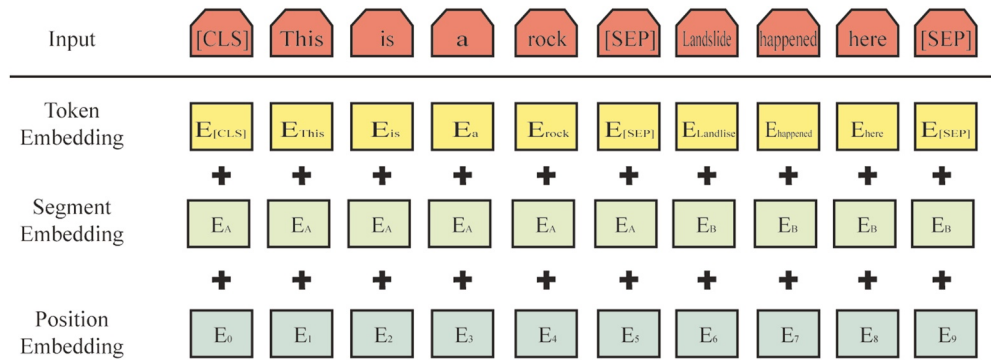 Input [CLS] This is a rock [SEP] Landslide happened here [SEP]
Token
Embedding
E[CLS] EThis Eis Ea Erock E[SEP] ELandlise Ehappened Ehere E[SEP]
+ + + + + + + + + +
Segment
Embedding
EA EA EA EA EA EA EB EB EB EB
+ + + + + + + + + +
Position
Embedding
E0 E1 E2 E3 E4 E5 E6 E7 E8 E9